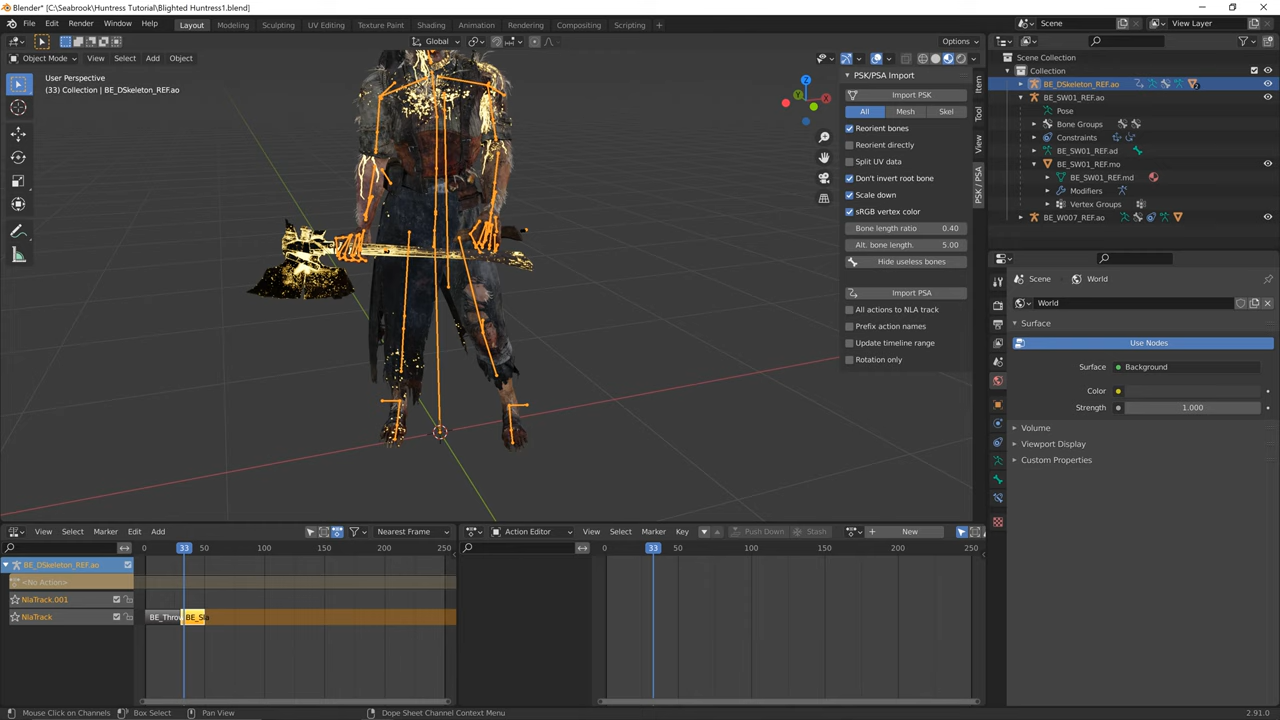 Blender* [C:\Seabrook\Huntress Tutorial\Blighted Huntress1.blend]
File Edit Render Window Help Layout Modeling Sculpting UV Editing Texture Paint Shading Animation Rendering Compositing Scripting + Scene View Layer
Global Options
Object Mode View Select Add Object
User Perspective
(33) Collection | BE_DSkeleton_REF.ao
Z
Y
X
PSK/PSA Import
Import PSK
All Mesh Skel
Reorient bones
Reorient directly
Split UV data
Don't invert root bone
Scale down
sRGB vertex color
Bone length ratio 0.40
Alt. bone length. 5.00
Hide useless bones
Import PSA
All actions to NLA track
Prefix action names
Update timeline range
Rotation only
Item
Tool
View
PSK / PSA
Scene Collection
Collection
BE_DSkeleton_REF.ao
BE_SW01_REF.ao
Pose
Bone Groups
Constraints
BE_SW01_REF.ad
BE_SW01_REF.mo
BE_SW01_REF.md
Modifiers
Vertex Groups
BE_W007_REF.ao
Scene World
World
Surface
Use Nodes
Surface Background
Color
Strength 1.000
Volume
Viewport Display
Custom Properties
View Select Marker Edit Add Nearest Frame
0 33 50 100 150 200 250
BE_DSkeleton_REF.ao
<No Action>
NlaTrack.001
NlaTrack BE_Throw BE_Sla
Action Editor View Select Marker Key Push Down Stash + New
0 33 50 100 150 200 250
Mouse Click on Channels Box Select Pan View Dope Sheet Channel Context Menu 2.91.0